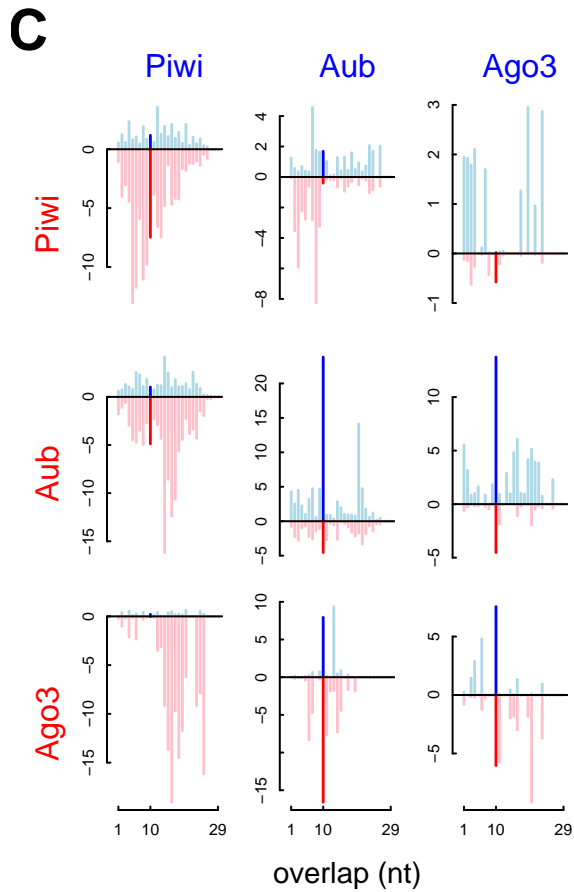 C
Piwi Aub Ago3
Piwi
0 −5 −10
4 2 0 −4 −8
3 2 1 0 −1
Aub
0 −5 −10 −15
20 15 10 5 0 −5
10 5 0 −5
Ago3
0 −5 −10 −15
10 5 0 −5 −15
5 0 −5
1 10 29 1 10 29 1 10 29
overlap (nt)